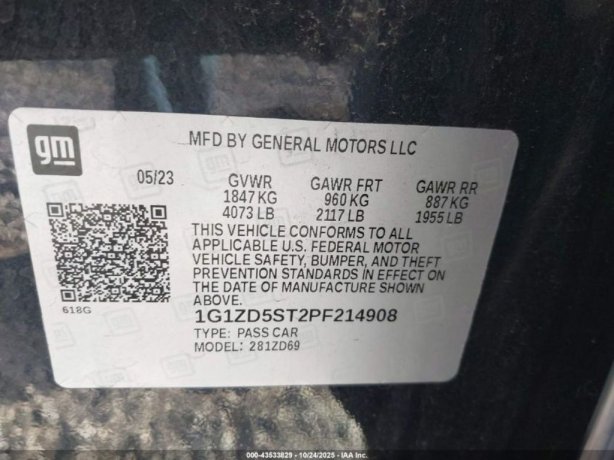 gm
MFD BY GENERAL MOTORS LLC
05/23 GVWR GAWR FRT GAWR RR
1847 KG 960 KG 887 KG
4073 LB 2117 LB 1955 LB
THIS VEHICLE CONFORMS TO ALL
APPLICABLE U.S. FEDERAL MOTOR
VEHICLE SAFETY, BUMPER, AND THEFT
PREVENTION STANDARDS IN EFFECT ON
THE DATE OF MANUFACTURE SHOWN
ABOVE.
618G
1G1ZD5ST2PF214908
TYPE: PASS CAR
MODEL: 281ZD69
000-43533829 - 10/24/2025 - IAA Inc.